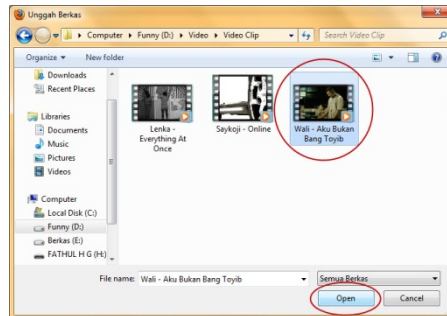 Unggah Berkas
Computer ▸ Funny (D:) ▸ Video ▸ Video Clip
Search Video Clip
Organize
New folder
Downloads
Recent Places
Libraries
Documents
Music
Pictures
Videos
Computer
Local Disk (C:)
Funny (D:)
Berkas (E:)
FATHUL H G (H:)
Lenka -
Everything At
Once
Saykoji - Online
Wali - Aku Bukan
Bang Toyib
File name: Wali - Aku Bukan Bang Toyib
Semua Berkas
Open
Cancel